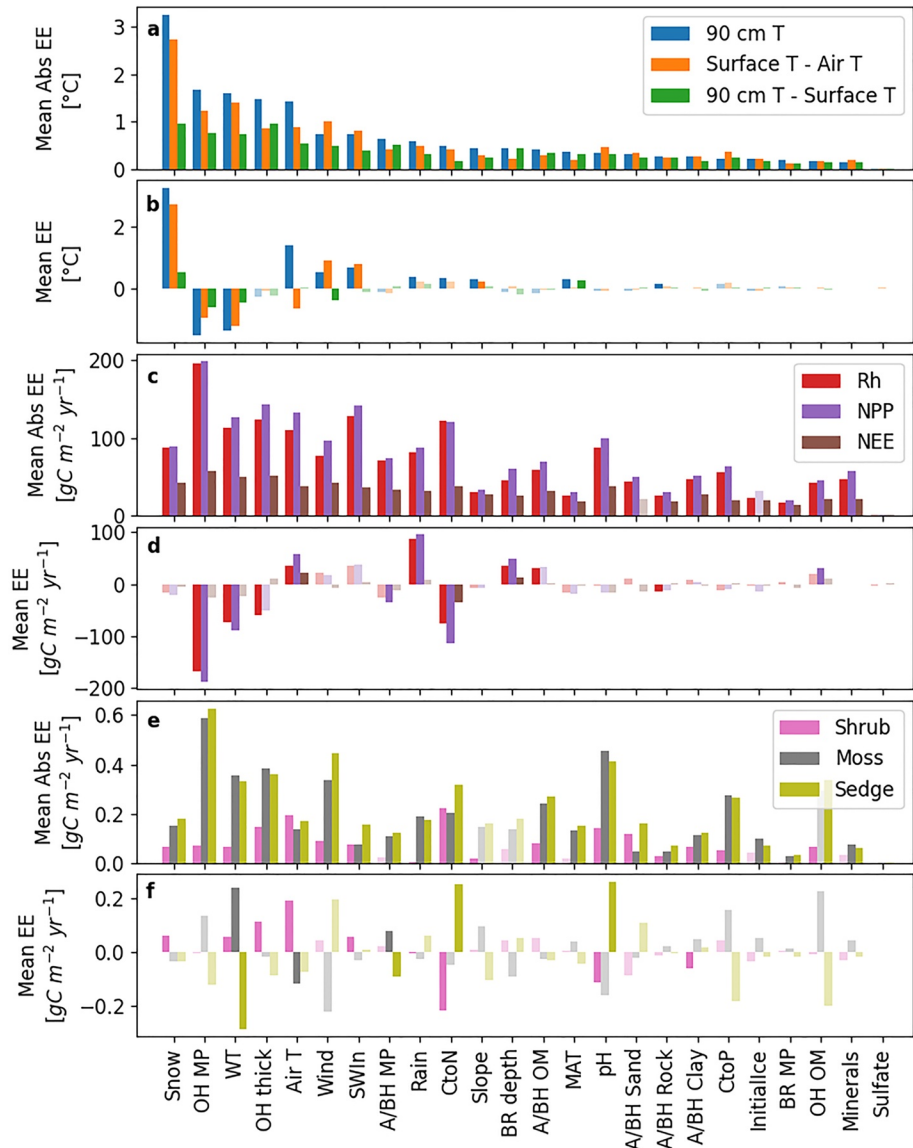 a
Mean Abs EE
[°C]
3
2
1
0
90 cm T
Surface T - Air T
90 cm T - Surface T
b
Mean EE
[°C]
2
0
c
Mean Abs EE
[gC m⁻² yr⁻¹]
200
100
0
Rh
NPP
NEE
d
Mean EE
[gC m⁻² yr⁻¹]
100
0
−100
−200
e
Mean Abs EE
[gC m⁻² yr⁻¹]
0.6
0.4
0.2
0.0
Shrub
Moss
Sedge
f
Mean EE
[gC m⁻² yr⁻¹]
0.2
0.0
−0.2
Snow
OH MP
WT
OH thick
Air T
Wind
SWIn
A/BH MP
Rain
CtoN
Slope
BR depth
A/BH OM
MAT
pH
A/BH Sand
A/BH Rock
A/BH Clay
CtoP
InitialIce
BR MP
OH OM
Minerals
Sulfate